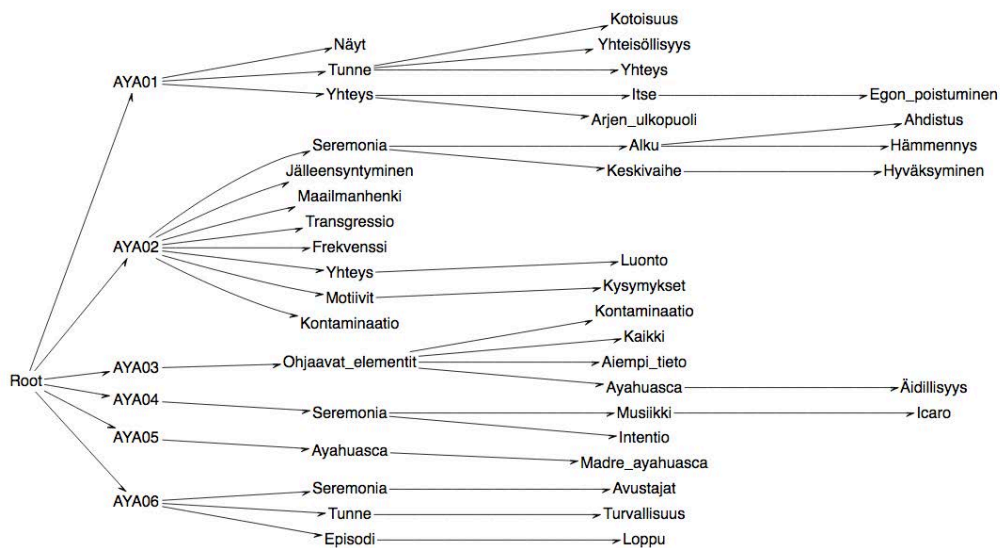 Kotoisuus
Näyt
Yhteisöllisyys
AYA01
Tunne
Yhteys
Yhteys
Itse
Egon_poistuminen
Arjen_ulkopuoli
Ahdistus
Seremonia
Alku
Hämmennys
Jälleensyntyminen
Keskivaihe
Hyväksyminen
Maailmanhenki
Transgressio
AYA02
Frekvenssi
Yhteys
Luonto
Motiivit
Kysymykset
Kontaminaatio
Kontaminaatio
Kaikki
Root
AYA03
Ohjaavat_elementit
Aiempi_tieto
Ayahuasca
Äidillisyys
AYA04
Seremonia
Musiikki
Icaro
Intentio
AYA05
Ayahuasca
Madre_ayahuasca
Seremonia
Avustajat
AYA06
Tunne
Turvallisuus
Episodi
Loppu